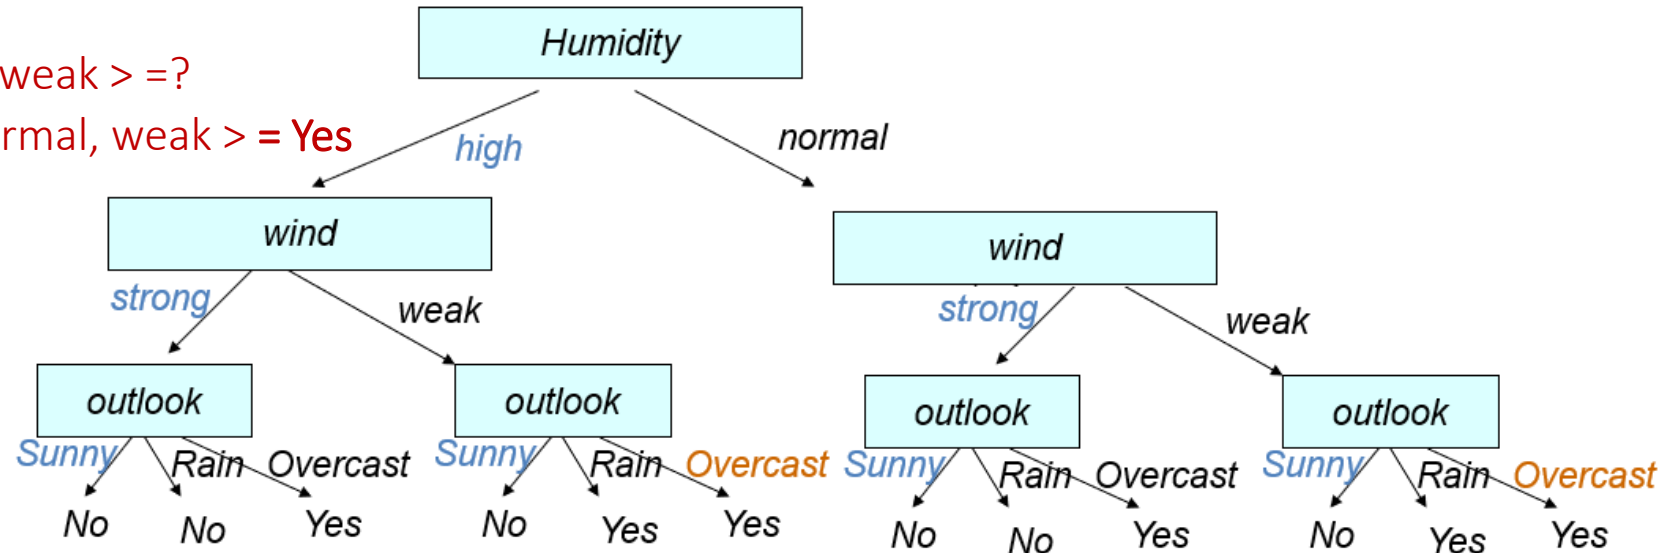 Humidity
weak > =?
rmal, weak > = Yes
high
normal
wind
wind
strong
weak
strong
weak
outlook
outlook
outlook
outlook
Sunny Rain Overcast
Sunny Rain Overcast
Sunny Rain Overcast
Sunny Rain Overcast
No No Yes
No Yes Yes
No No Yes
No Yes Yes